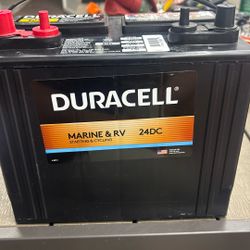 DURACELL
MARINE & RV 24DC
STARTING & CYCLING